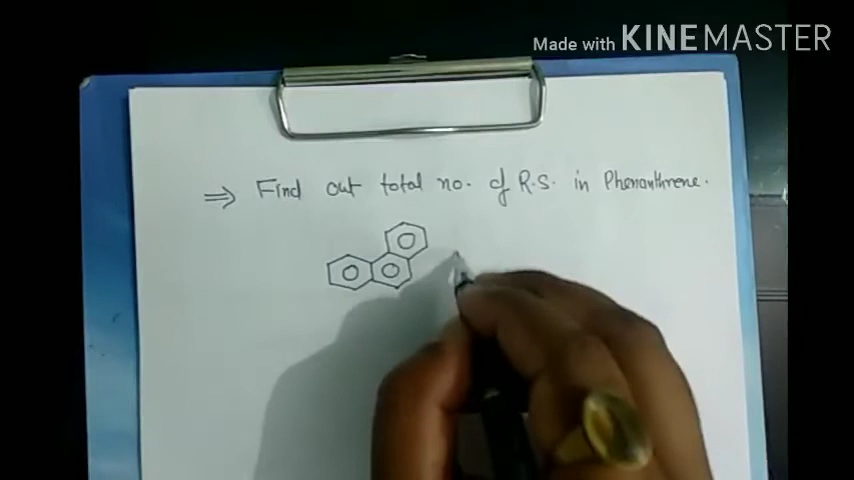 Made with KINEMASTER
⇒ Find out total no. of R.S. in Phenanthrene.